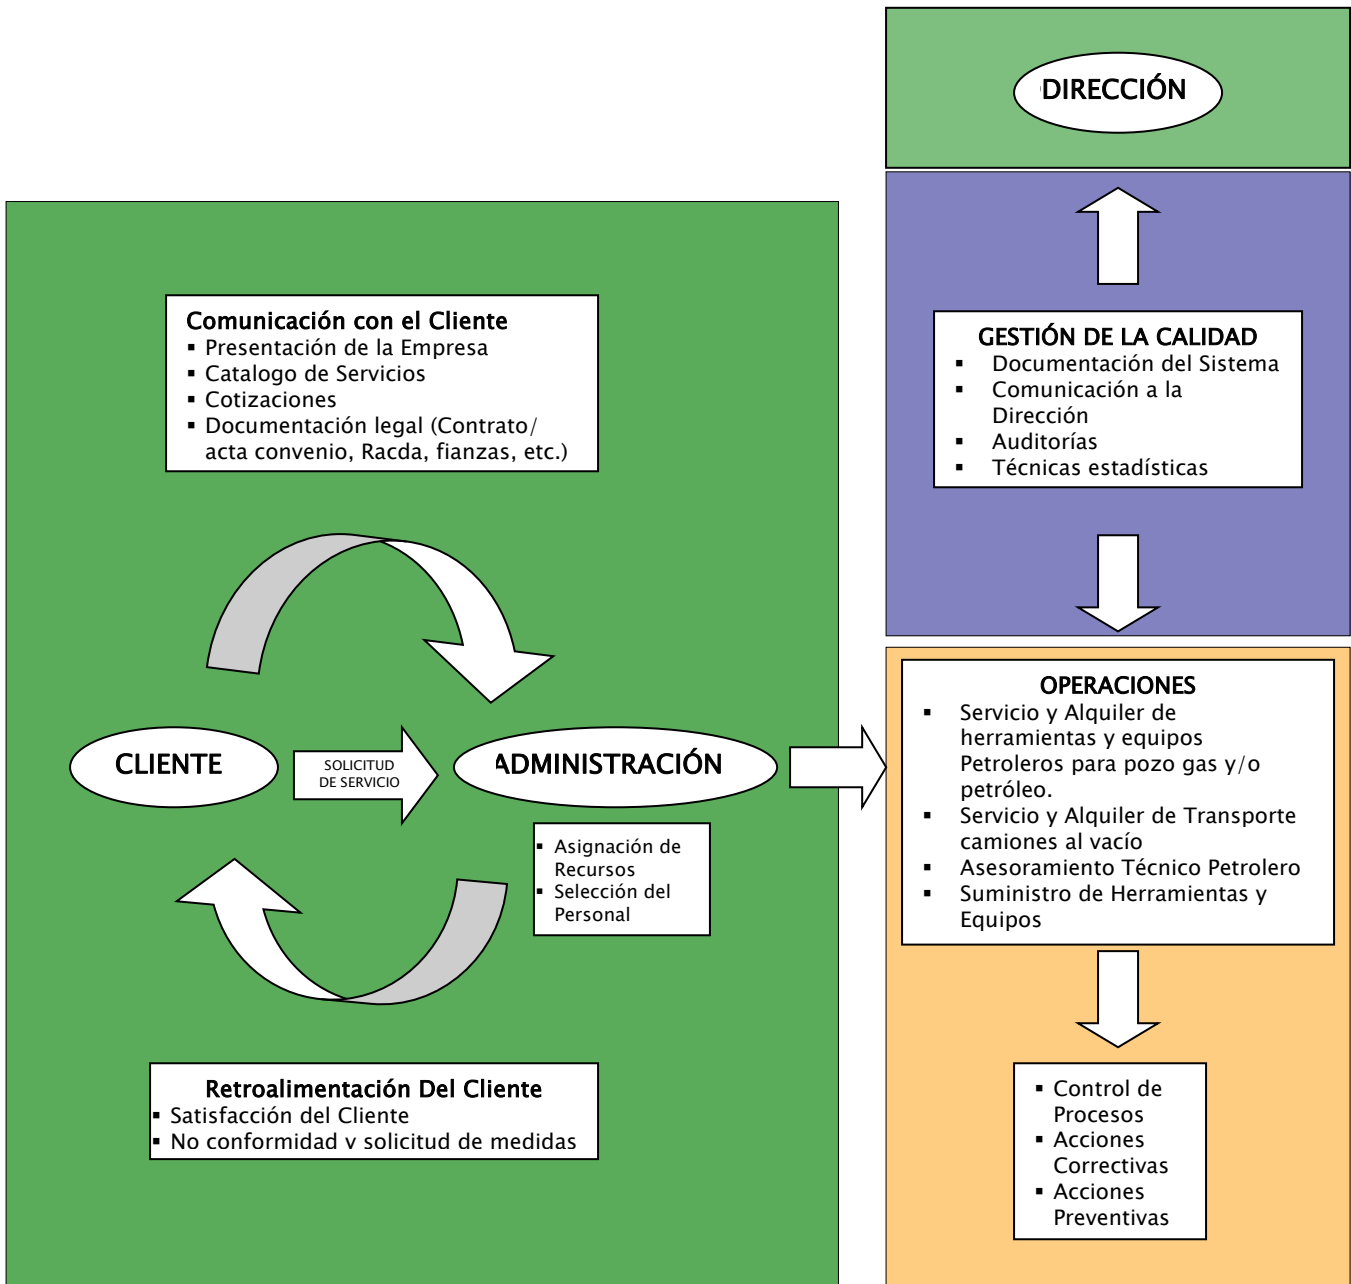 DIRECCIÓN
Comunicación con el Cliente
▪ Presentación de la Empresa
▪ Catalogo de Servicios
▪ Cotizaciones
▪ Documentación legal (Contrato/
acta convenio, Racda, fianzas, etc.)
GESTIÓN DE LA CALIDAD
▪ Documentación del Sistema
▪ Comunicación a la
Dirección
▪ Auditorías
▪ Técnicas estadísticas
CLIENTE
SOLICITUD
DE SERVICIO
ADMINISTRACIÓN
▪ Asignación de
Recursos
▪ Selección del
Personal
OPERACIONES
▪ Servicio y Alquiler de
herramientas y equipos
Petroleros para pozo gas y/o
petróleo.
▪ Servicio y Alquiler de Transporte
camiones al vacío
▪ Asesoramiento Técnico Petrolero
▪ Suministro de Herramientas y
Equipos
Retroalimentación Del Cliente
▪ Satisfacción del Cliente
▪ No conformidad y solicitud de medidas
▪ Control de
Procesos
▪ Acciones
Correctivas
▪ Acciones
Preventivas